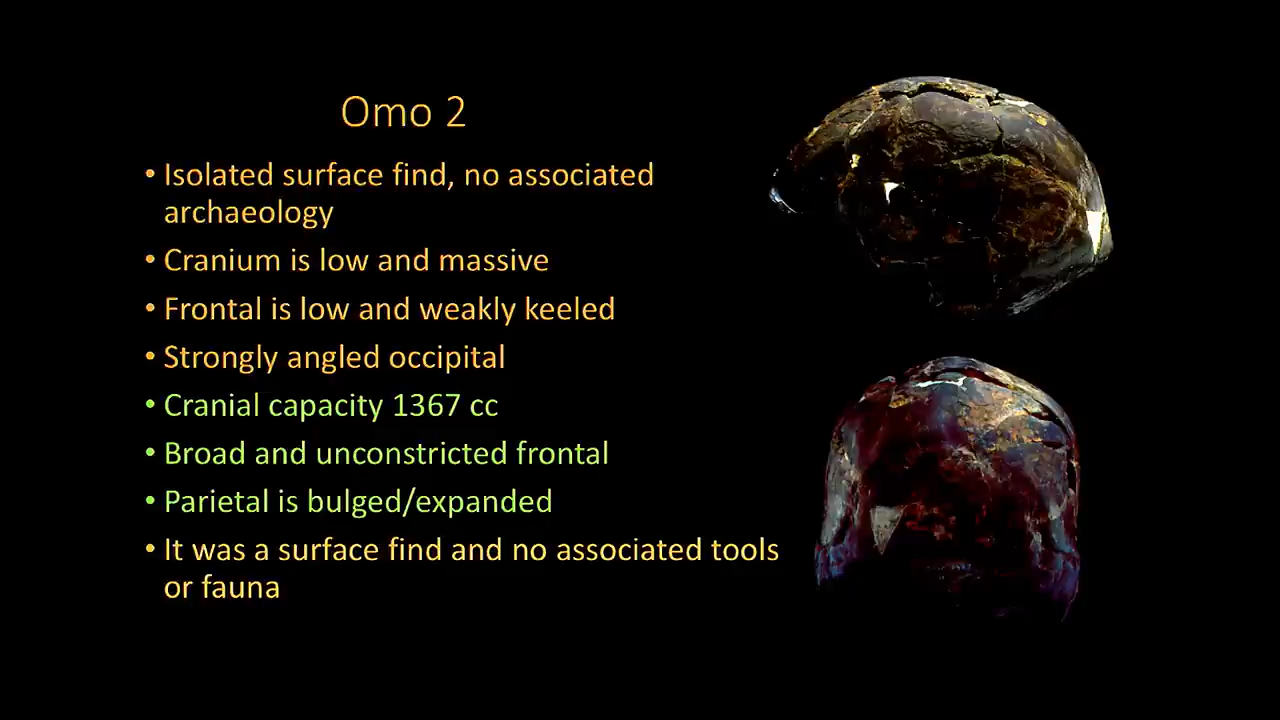 Omo 2
• Isolated surface find, no associated
archaeology
• Cranium is low and massive
• Frontal is low and weakly keeled
• Strongly angled occipital
• Cranial capacity 1367 cc
• Broad and unconstricted frontal
• Parietal is bulged/expanded
• It was a surface find and no associated tools
or fauna